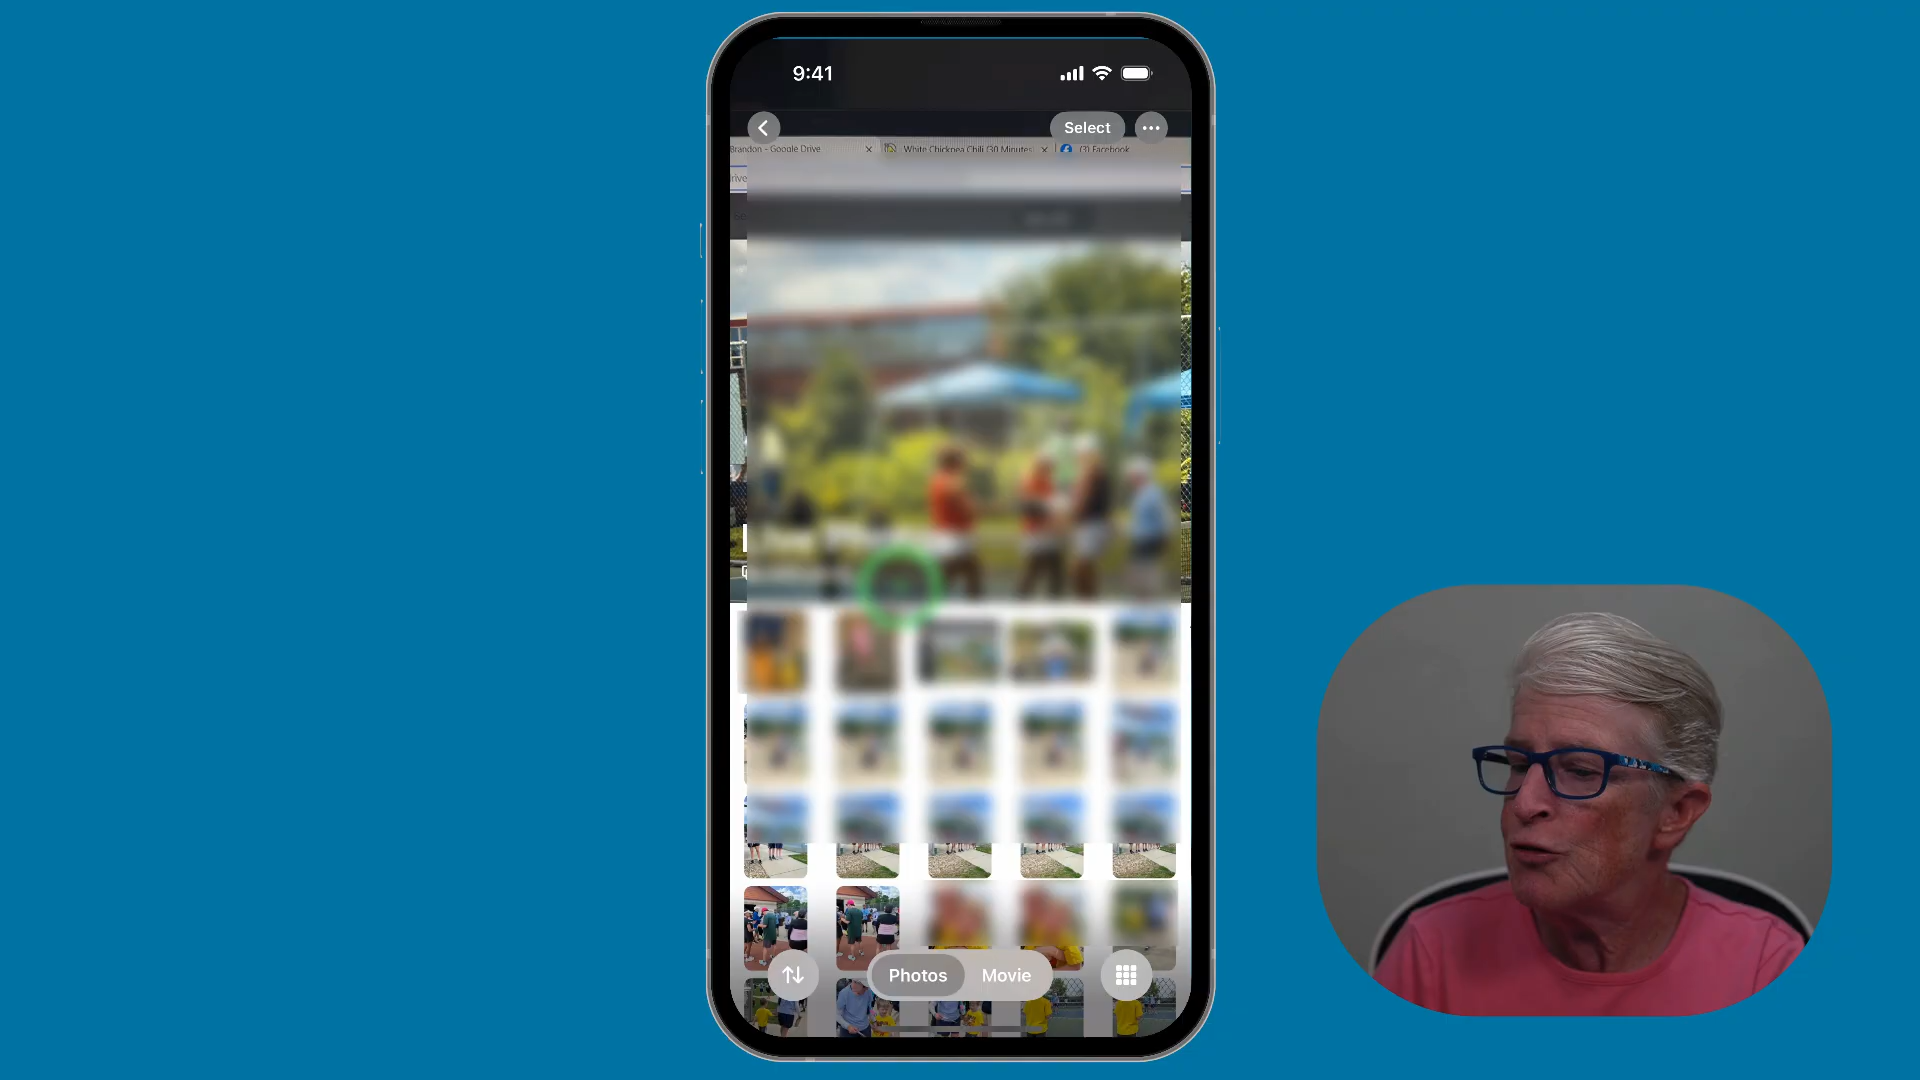 9:41
Select
Brandon - Google Drive
White Chickpea Chili (30 Minutes)
(3) Facebook
Photos
Movie